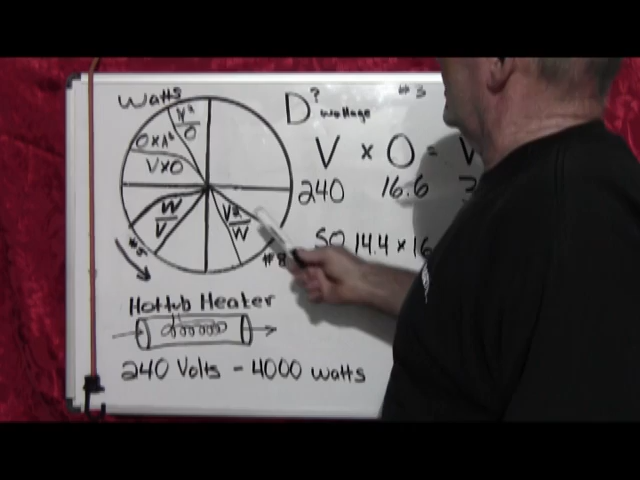 Watts
V²/O
O×A²
V×O
W/V
V²/W
#5
#8
Hottub Heater
240 Volts - 4000 watts
D? wattage
#3
V × O =
240 16.6
SO 14.4 × 16